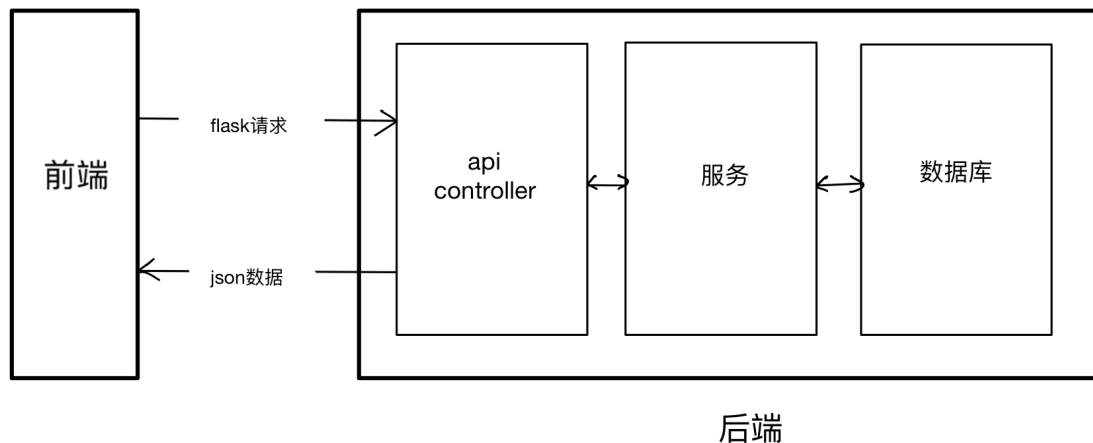 前端
flask请求
json数据
api
controller
服务
数据库
后端